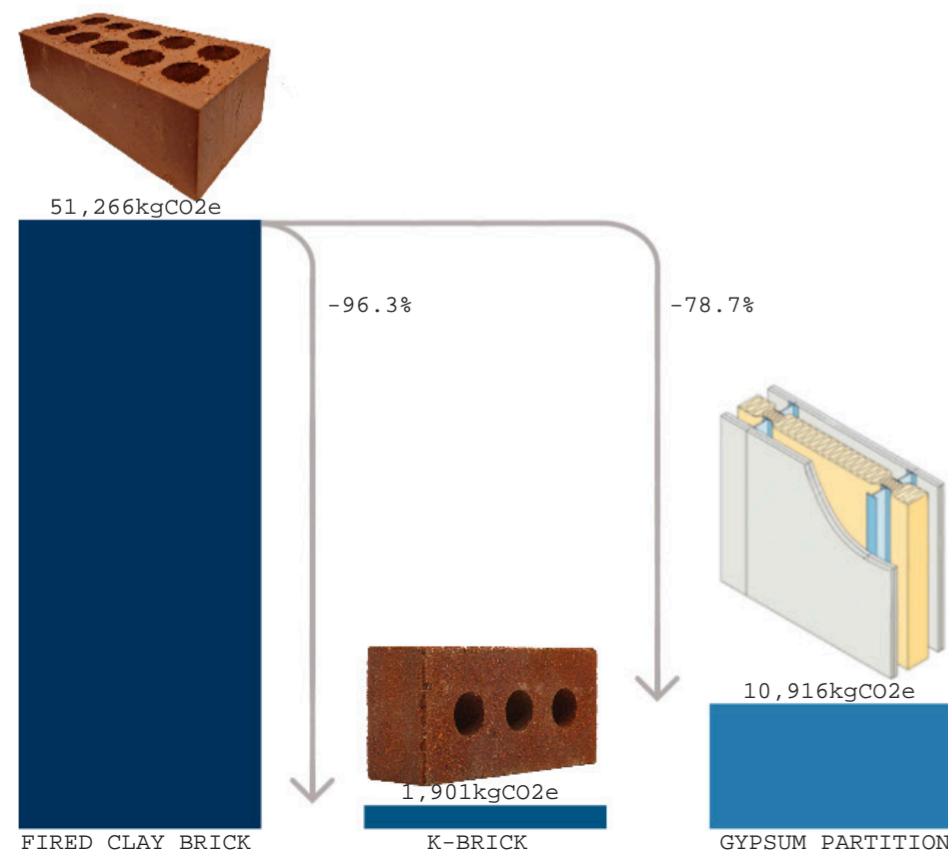 51,266kgCO2e
-96.3%
-78.7%
10,916kgCO2e
1,901kgCO2e
FIRED CLAY BRICK
K-BRICK
GYPSUM PARTITION